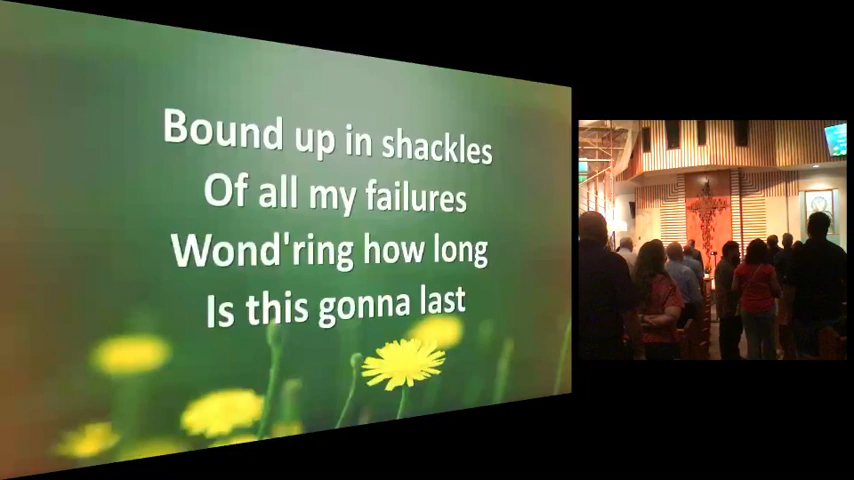 Bound up in shackles
Of all my failures
Wond'ring how long
Is this gonna last